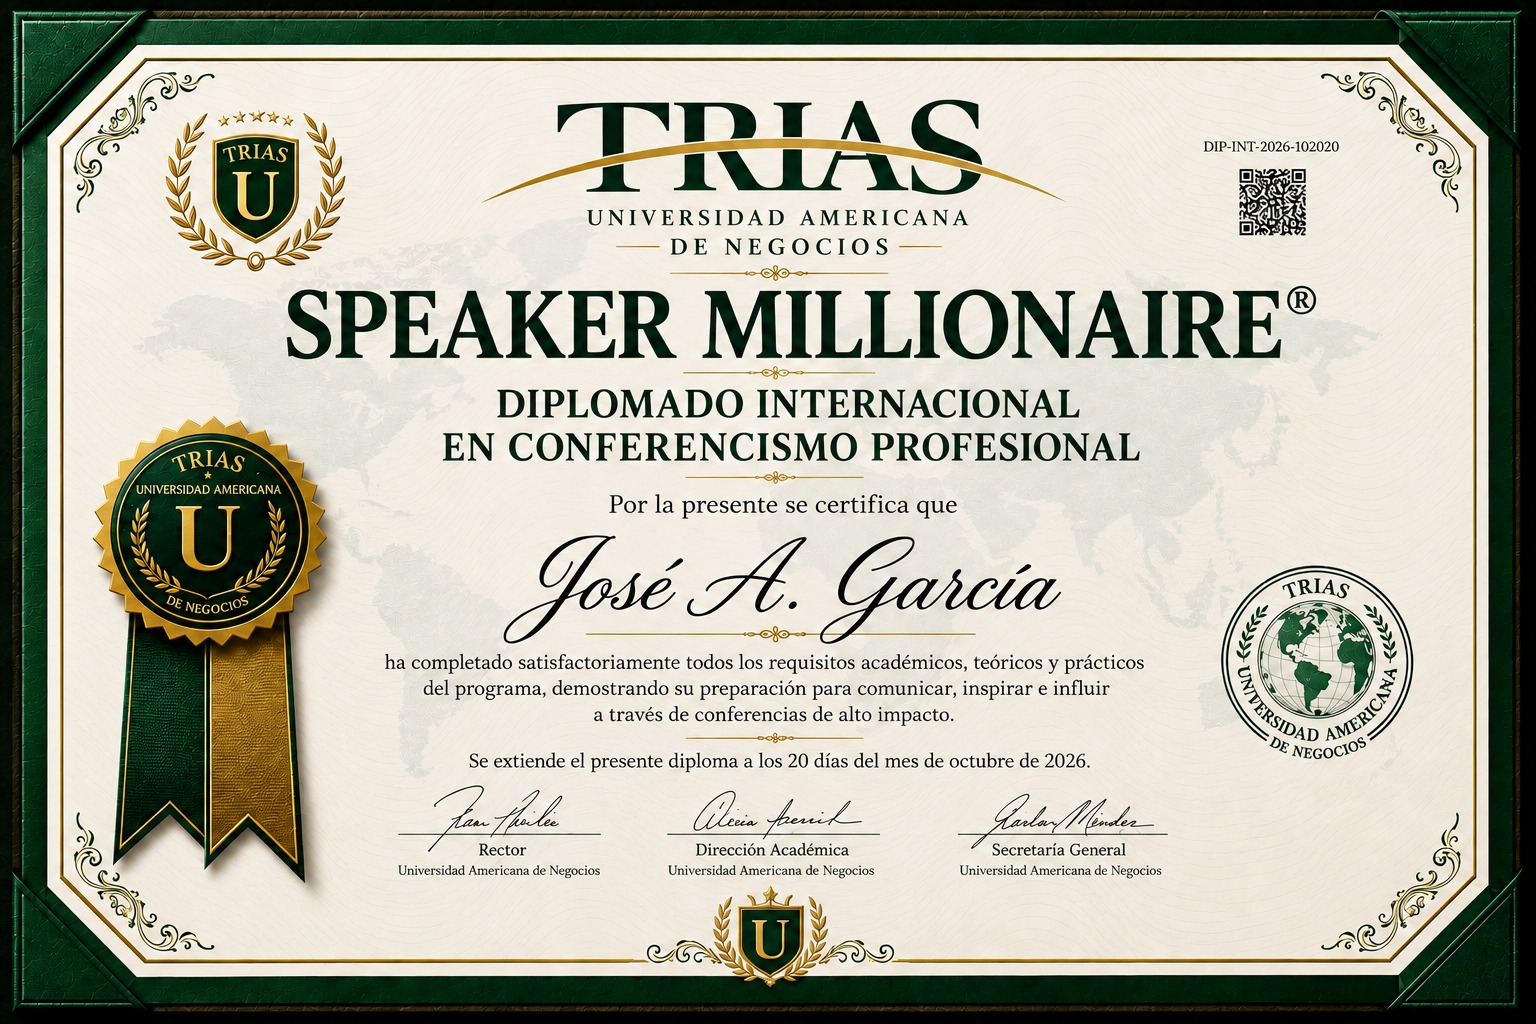 TRIAS
U
TRIAS
UNIVERSIDAD AMERICANA
DE NEGOCIOS
DIP-INT-2026-102020
SPEAKER MILLIONAIRE®
DIPLOMADO INTERNACIONAL
EN CONFERENCISMO PROFESIONAL
Por la presente se certifica que
José A. García
ha completado satisfactoriamente todos los requisitos académicos, teóricos y prácticos
del programa, demostrando su preparación para comunicar, inspirar e influir
a través de conferencias de alto impacto.
Se extiende el presente diploma a los 20 días del mes de octubre de 2026.
TRIAS
UNIVERSIDAD AMERICANA
U
DE NEGOCIOS
TRIAS
UNIVERSIDAD AMERICANA
DE NEGOCIOS
Rector
Universidad Americana de Negocios
Dirección Académica
Universidad Americana de Negocios
Secretaría General
Universidad Americana de Negocios
U